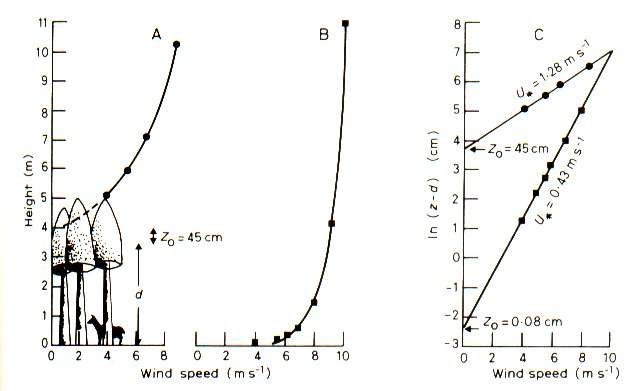 A
B
C
11
10
9
8
7
6
5
4
3
2
1
0
Height (m)
Z₀ = 45 cm
d
0 2 4 6 8
Wind speed (m s⁻¹)
0 2 4 6 8 10
Wind speed (m s⁻¹)
8
7
6
5
4
3
2
1
0
-1
-2
-3
ln (z-d) (cm)
U* = 1·28 m s⁻¹
Z₀ = 45 cm
U* = 0·43 m s⁻¹
Z₀ = 0·08 cm
0 2 4 6 8 10
Wind speed (m s⁻¹)